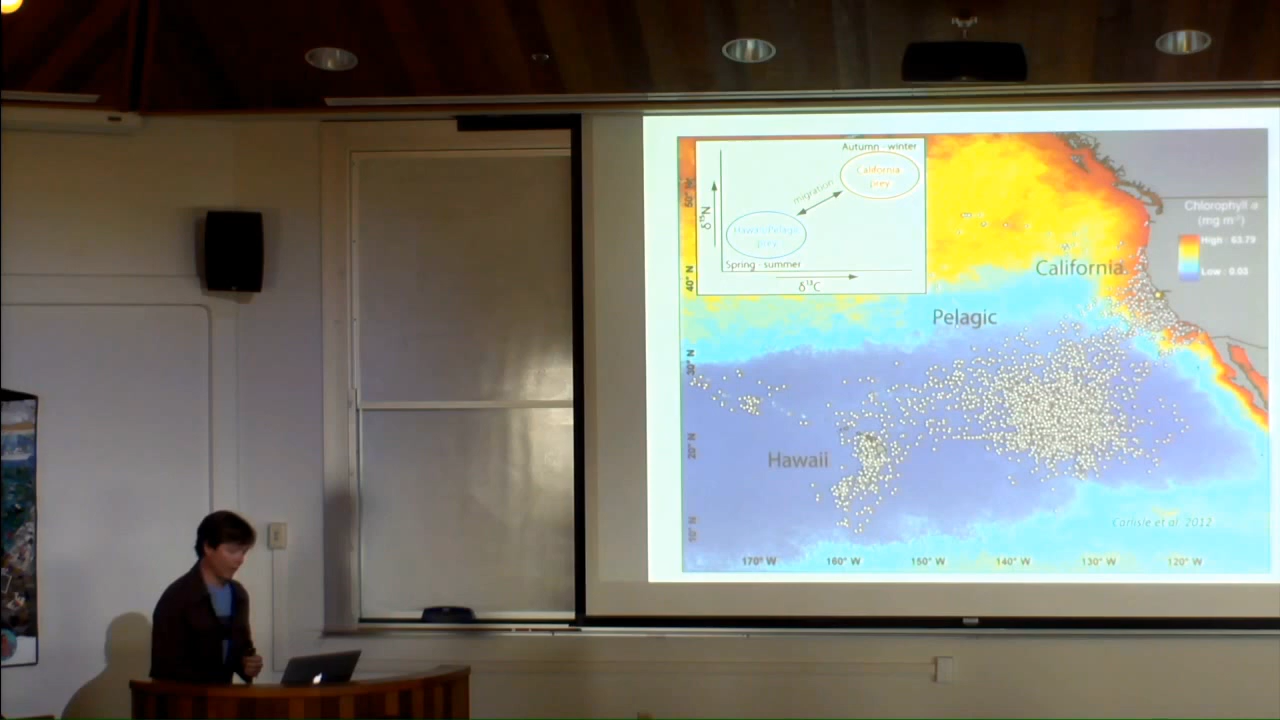 Autumn - winter
California
prey
migration
δ¹⁵N
Hawaii Pelagic
prey
Spring - summer
δ¹³C
50° N
40° N
30° N
20° N
10° N
Chlorophyll a
(mg m⁻³)
High : 63.79
Low : 0.03
California
Pelagic
Hawaii
Carlisle et al. 2012
170° W
160° W
150° W
140° W
130° W
120° W